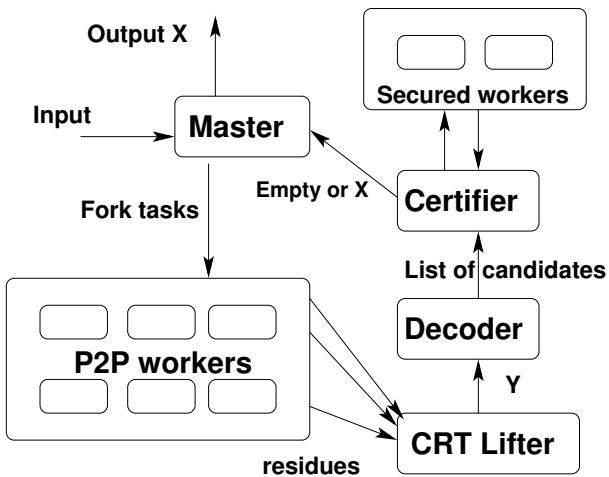 Output X
Input
Master
Secured workers
Empty or X
Certifier
Fork tasks
List of candidates
Decoder
P2P workers
Y
CRT Lifter
residues